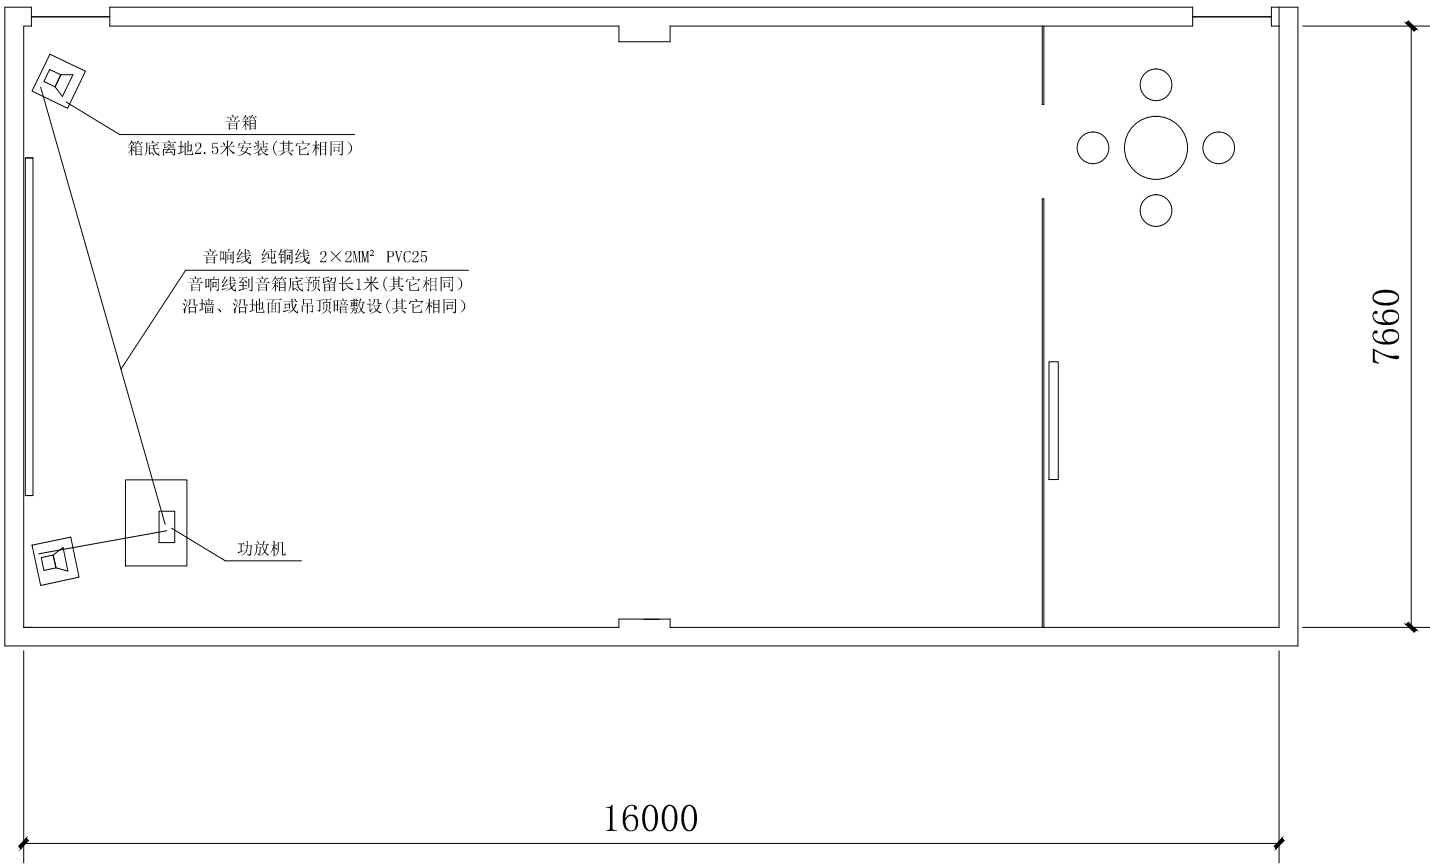 音箱
箱底离地2.5米安装(其它相同)
音响线 纯铜线 2×2MM² PVC25
音响线到音箱底预留长1米(其它相同)
沿墙、沿地面或吊顶暗敷设(其它相同)
7660
功放机
16000